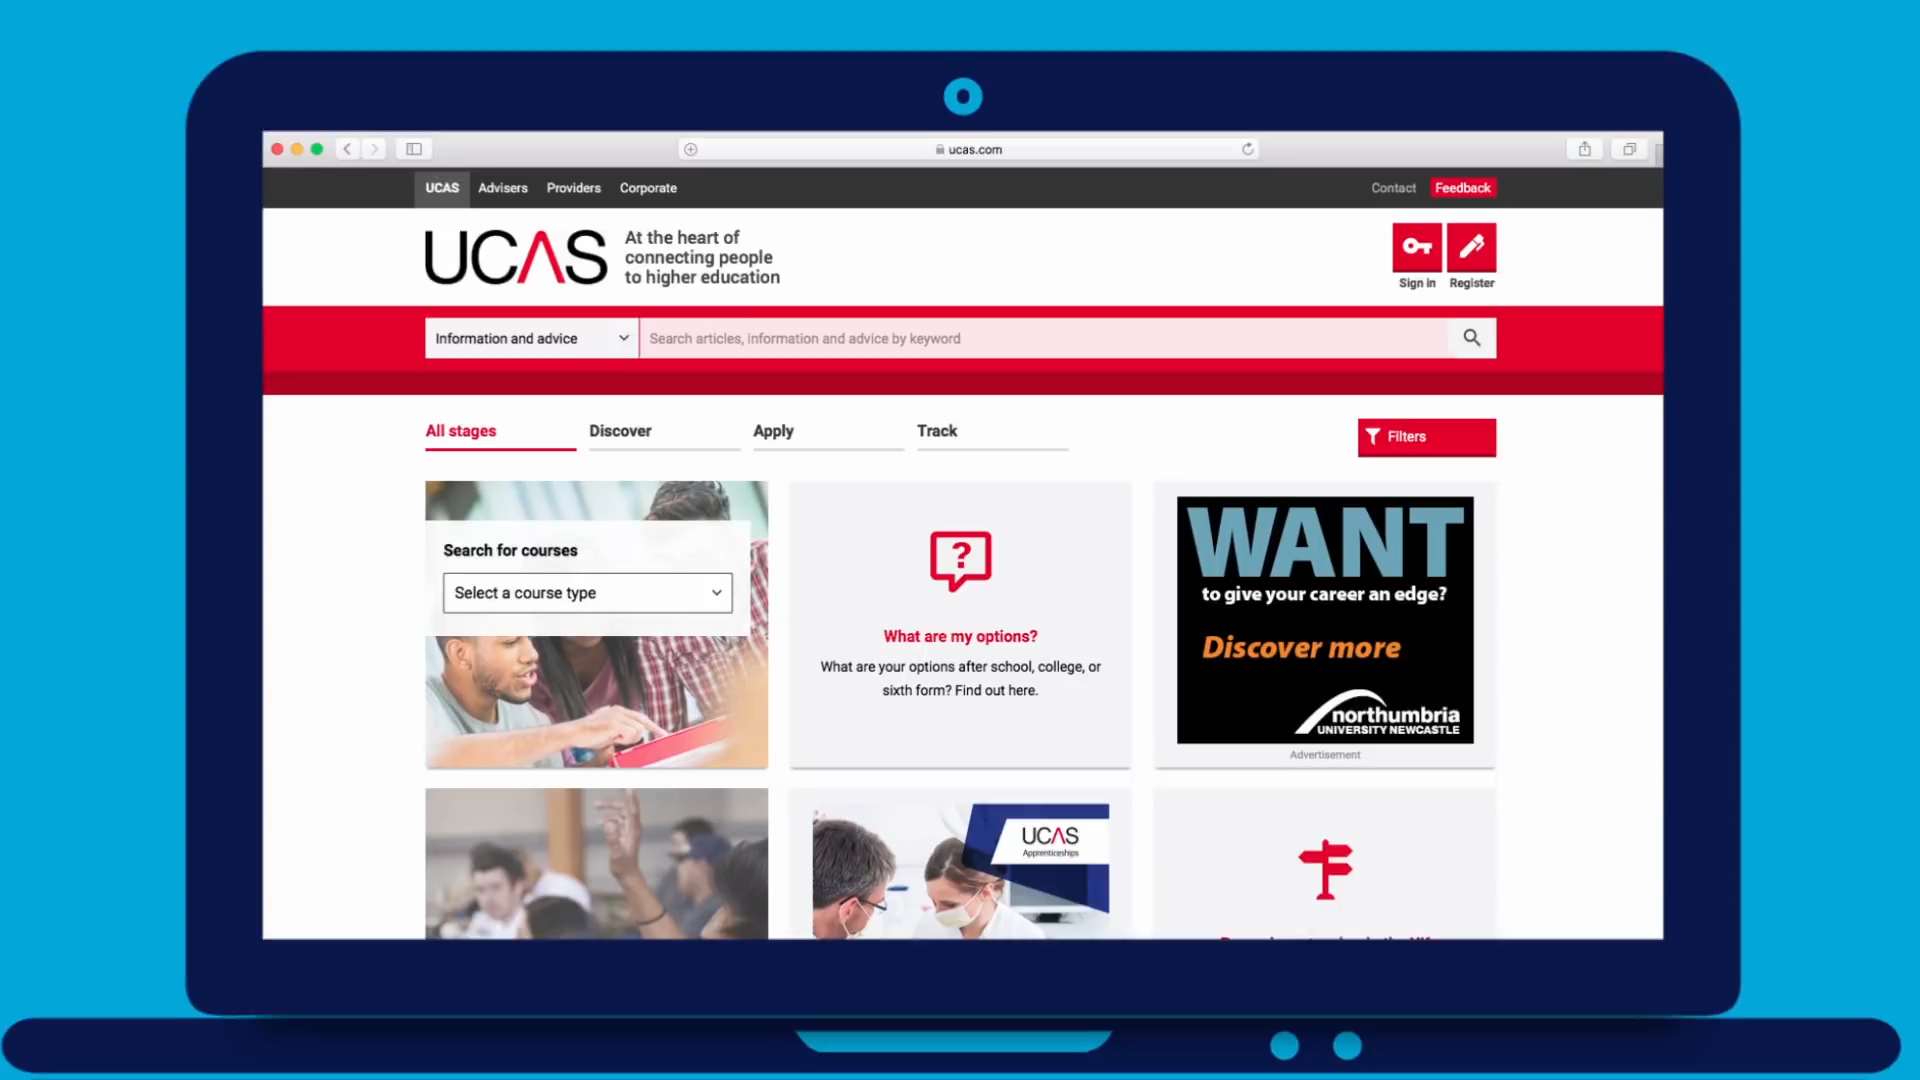 ucas.com
UCAS Advisers Providers Corporate
Contact Feedback
UCAS
At the heart of
connecting people
to higher education
Sign in Register
Information and advice
Search articles, information and advice by keyword
All stages Discover Apply Track
Filters
Search for courses
Select a course type
?
What are my options?
What are your options after school, college, or
sixth form? Find out here.
WANT
to give your career an edge?
Discover more
northumbria
UNIVERSITY NEWCASTLE
Advertisement
UCAS
Apprenticeships